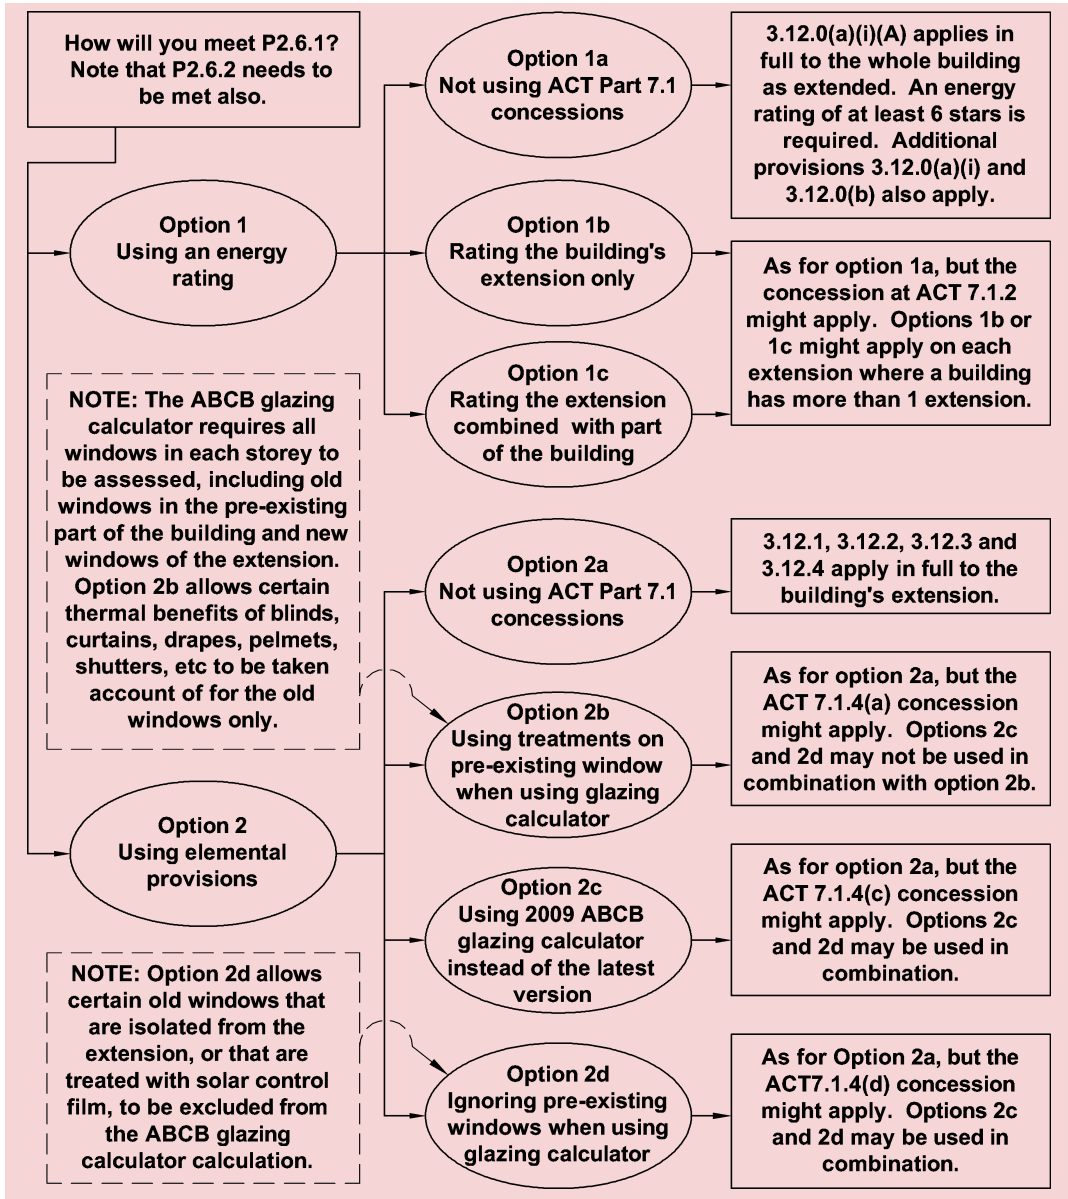 How will you meet P2.6.1?
Note that P2.6.2 needs to
be met also.
Option 1
Using an energy
rating
Option 1a
Not using ACT Part 7.1
concessions
3.12.0(a)(i)(A) applies in
full to the whole building
as extended. An energy
rating of at least 6 stars is
required. Additional
provisions 3.12.0(a)(i) and
3.12.0(b) also apply.
Option 1b
Rating the building's
extension only
As for option 1a, but the
concession at ACT 7.1.2
might apply. Options 1b or
1c might apply on each
extension where a building
has more than 1 extension.
Option 1c
Rating the extension
combined with part
of the building
NOTE: The ABCB glazing
calculator requires all
windows in each storey to
be assessed, including old
windows in the pre-existing
part of the building and new
windows of the extension.
Option 2b allows certain
thermal benefits of blinds,
curtains, drapes, pelmets,
shutters, etc to be taken
account of for the old
windows only.
Option 2
Using elemental
provisions
Option 2a
Not using ACT Part 7.1
concessions
3.12.1, 3.12.2, 3.12.3 and
3.12.4 apply in full to the
building's extension.
Option 2b
Using treatments on
pre-existing window
when using glazing
calculator
As for option 2a, but the
ACT 7.1.4(a) concession
might apply. Options 2c
and 2d may not be used in
combination with option 2b.
Option 2c
Using 2009 ABCB
glazing calculator
instead of the latest
version
As for option 2a, but the
ACT 7.1.4(c) concession
might apply. Options 2c
and 2d may be used in
combination.
NOTE: Option 2d allows
certain old windows that
are isolated from the
extension, or that are
treated with solar control
film, to be excluded from
the ABCB glazing
calculator calculation.
Option 2d
Ignoring pre-existing
windows when using
glazing calculator
As for Option 2a, but the
ACT7.1.4(d) concession
might apply. Options 2c
and 2d may be used in
combination.